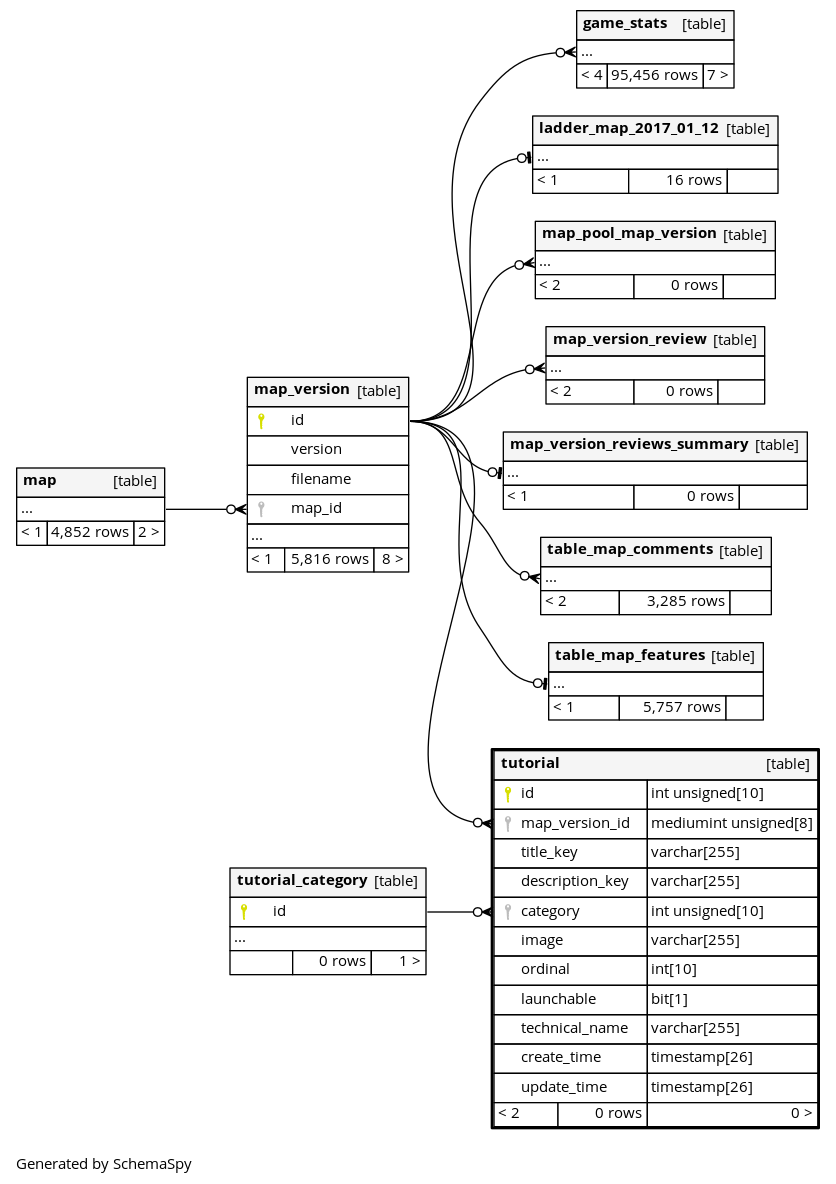 game_stats [table]
...
< 4 95,456 rows 7 >
ladder_map_2017_01_12 [table]
...
< 1 16 rows
map_pool_map_version [table]
...
< 2 0 rows
map_version_review [table]
...
< 2 0 rows
map_version [table]
id
version
filename
map_id
...
< 1 5,816 rows 8 >
map_version_reviews_summary [table]
...
< 1 0 rows
map [table]
...
< 1 4,852 rows 2 >
table_map_comments [table]
...
< 2 3,285 rows
table_map_features [table]
...
< 1 5,757 rows
tutorial [table]
id int unsigned[10]
map_version_id mediumint unsigned[8]
title_key varchar[255]
description_key varchar[255]
category int unsigned[10]
image varchar[255]
ordinal int[10]
launchable bit[1]
technical_name varchar[255]
create_time timestamp[26]
update_time timestamp[26]
< 2 0 rows 0 >
tutorial_category [table]
id
...
0 rows 1 >
Generated by SchemaSpy